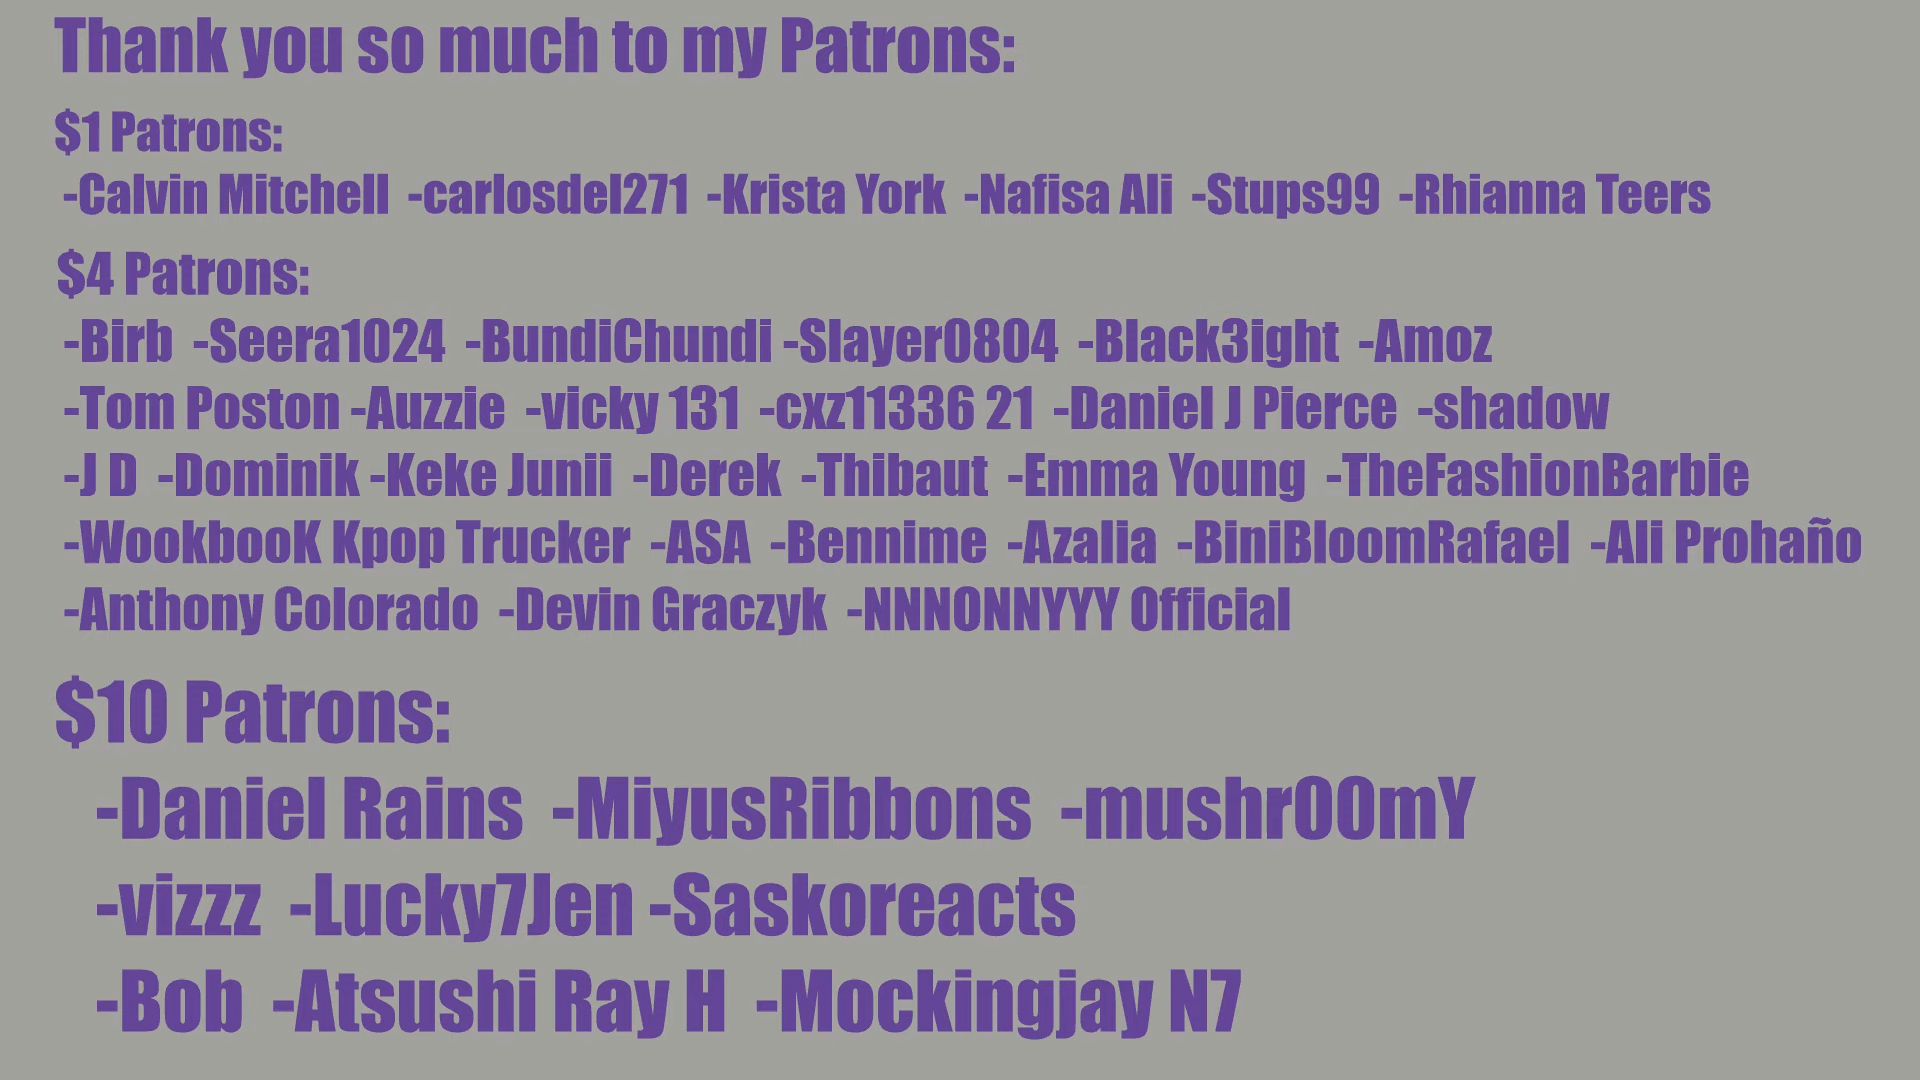 Thank you so much to my Patrons:
$1 Patrons:
-Calvin Mitchell -carlosdel271 -Krista York -Nafisa Ali -Stups99 -Rhianna Teers
$4 Patrons:
-Birb -Seera1024 -BundiChundi -Slayer0804 -Black3ight -Amoz
-Tom Poston -Auzzie -vicky 131 -cxz11336 21 -Daniel J Pierce -shadow
-J D -Dominik -Keke Junii -Derek -Thibaut -Emma Young -TheFashionBarbie
-WookbooK Kpop Trucker -ASA -Bennime -Azalia -BiniBloomRafael -Ali Prohaño
-Anthony Colorado -Devin Graczyk -NNNONNYYY Official
$10 Patrons:
-Daniel Rains -MiyusRibbons -mushr00mY
-vizzz -Lucky7Jen -Saskoreacts
-Bob -Atsushi Ray H -Mockingjay N7